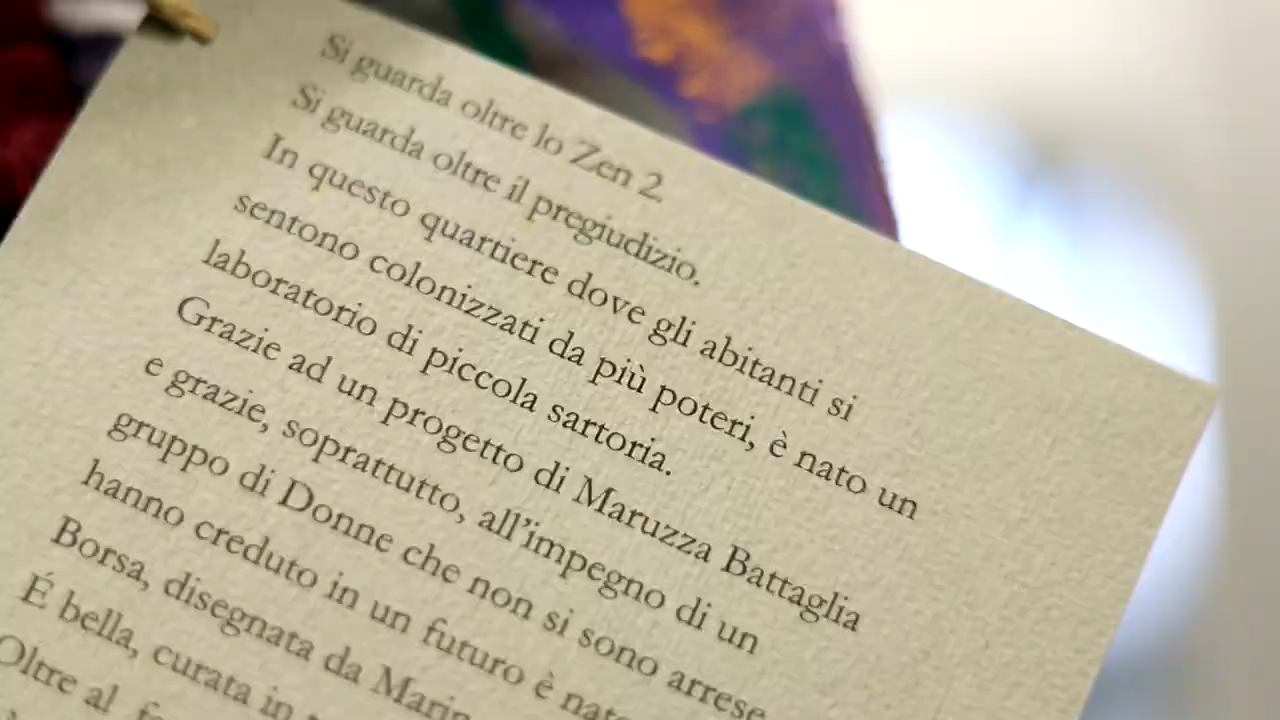 Si guarda oltre lo Zen 2.
Si guarda oltre il pregiudizio.
In questo quartiere dove gli abitanti si
sentono colonizzati da più poteri, è nato un
laboratorio di piccola sartoria.
Grazie ad un progetto di Maruzza Battaglia
e grazie, soprattutto, all'impegno di un
gruppo di Donne che non si sono arrese
hanno creduto in un futuro è
Borsa, disegnata da
É bella, curata in
Oltre al